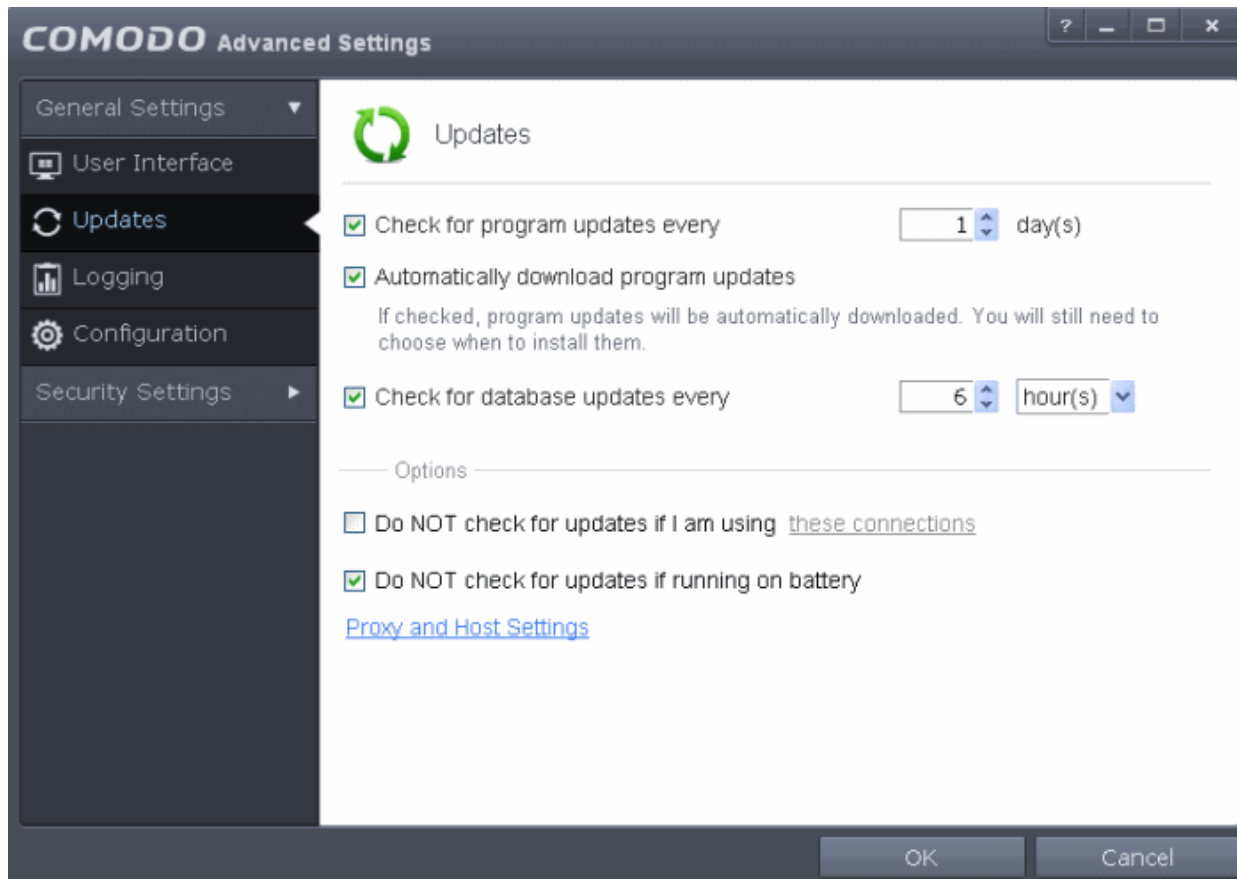 COMODO Advanced Settings
?
General Settings
User Interface
Updates
Logging
Configuration
Security Settings
Updates
Check for program updates every 1 day(s)
Automatically download program updates
If checked, program updates will be automatically downloaded. You will still need to
choose when to install them.
Check for database updates every 6 hour(s)
Options
Do NOT check for updates if I am using these connections
Do NOT check for updates if running on battery
Proxy and Host Settings
OK Cancel